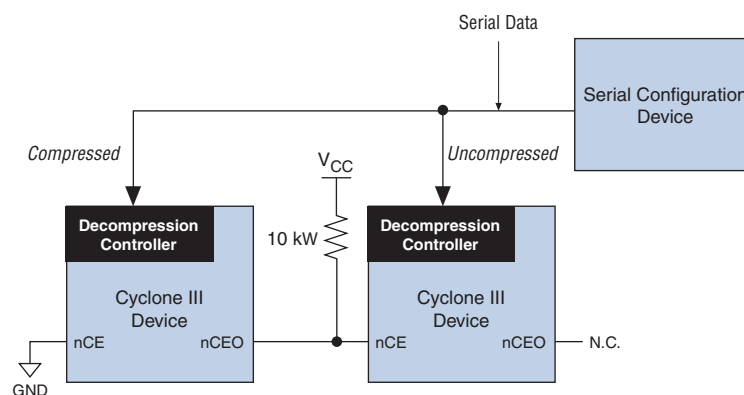 Serial Data
Serial Configuration
Device
Compressed
Uncompressed
VCC
Decompression
Controller
10 kW
Decompression
Controller
Cyclone III
Device
Cyclone III
Device
nCE
nCEO
nCE
nCEO
N.C.
GND